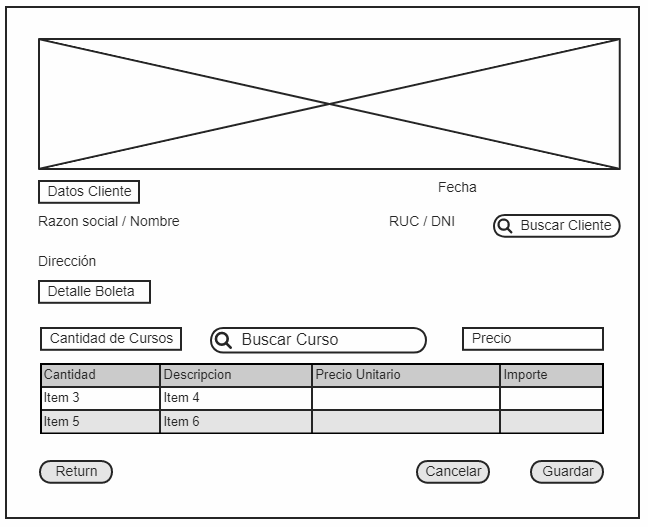 Datos Cliente
Fecha
Razon social / Nombre
RUC / DNI
Buscar Cliente
Dirección
Detalle Boleta
Cantidad de Cursos
Buscar Curso
Precio
Cantidad Descripcion Precio Unitario Importe
Item 3 Item 4
Item 5 Item 6
Return
Cancelar
Guardar